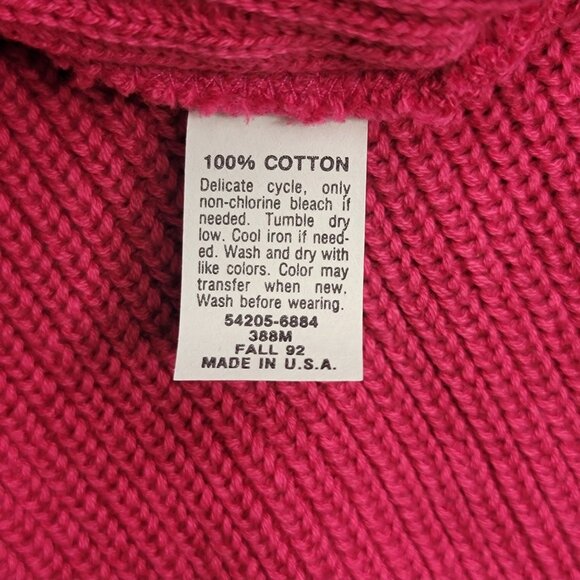 100% COTTON
Delicate cycle, only
non-chlorine bleach if
needed. Tumble dry
low. Cool iron if need-
ed. Wash and dry with
like colors. Color may
transfer when new.
Wash before wearing.
54205-6884
388M
FALL 92
MADE IN U.S.A.